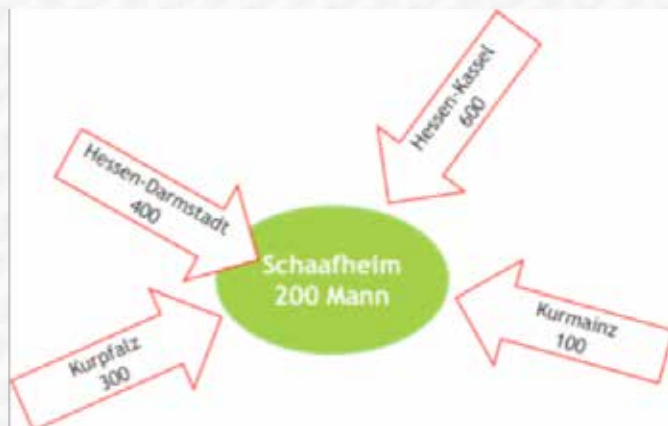 Hessen-Kassel
600
Hessen-Darmstadt
400
Schaafheim
200 Mann
Kurmainz
100
Kurpfalz
300